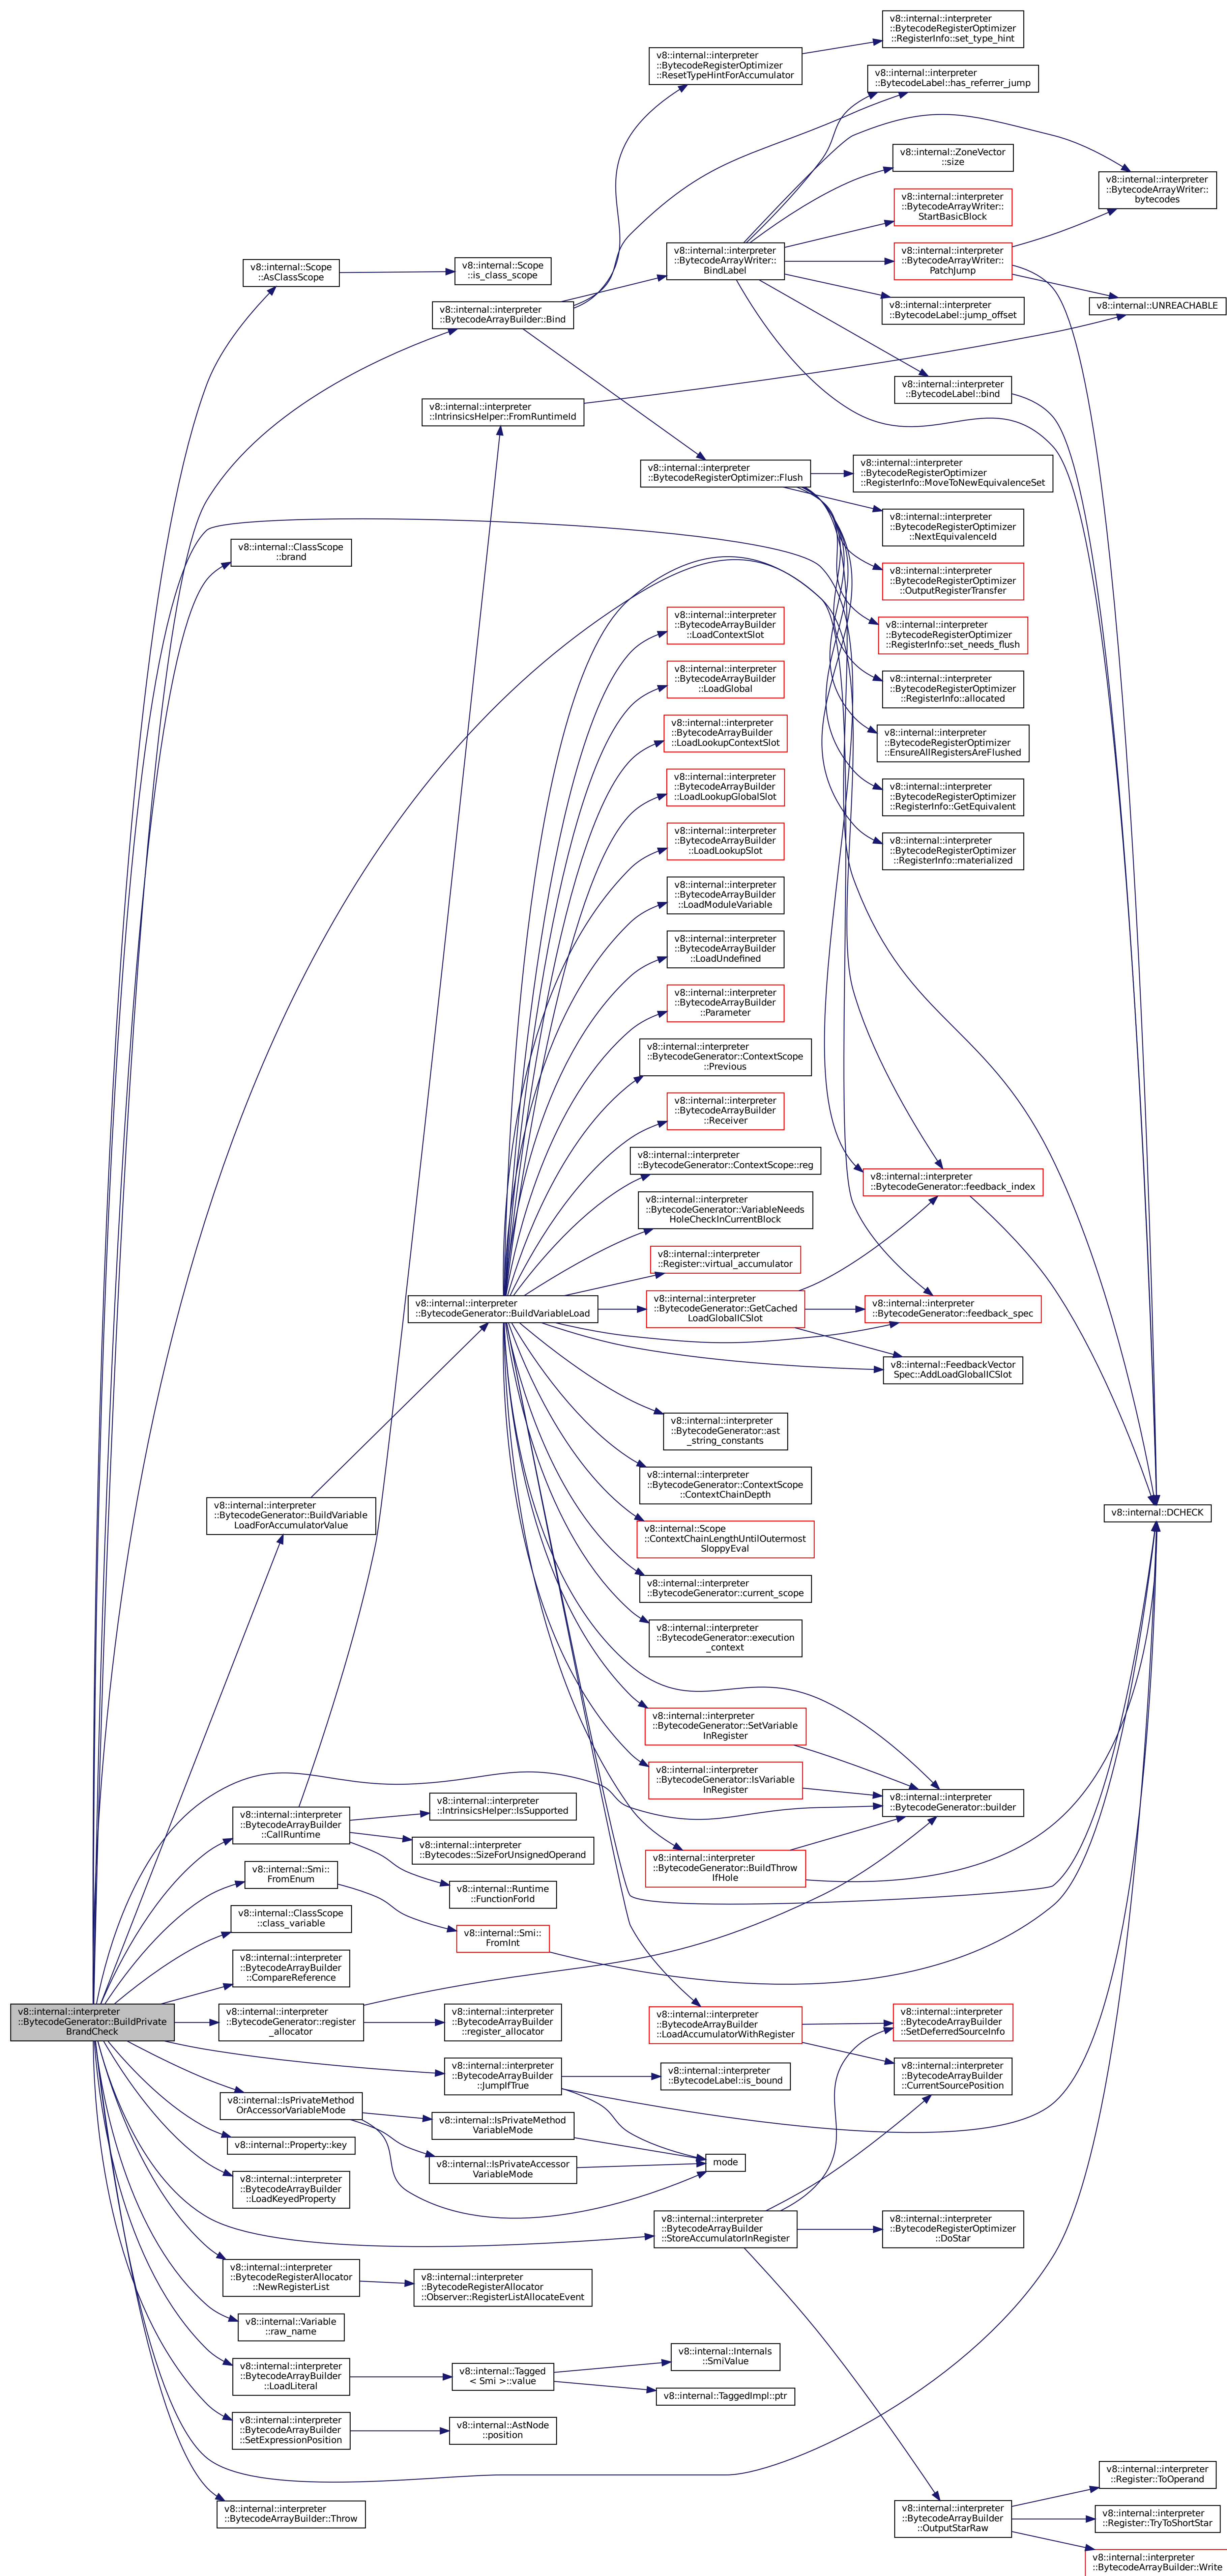 v8::internal::interpreter
::BytecodeRegisterOptimizer
::RegisterInfo::set_type_hint
v8::internal::interpreter
::BytecodeRegisterOptimizer
::ResetTypeHintForAccumulator
v8::internal::interpreter
::BytecodeLabel::has_referrer_jump
v8::internal::ZoneVector
::size
v8::internal::interpreter
::BytecodeArrayWriter::
bytecodes
v8::internal::interpreter
::BytecodeArrayWriter::
StartBasicBlock
v8::internal::interpreter
::BytecodeArrayWriter::
BindLabel
v8::internal::interpreter
::BytecodeArrayWriter::
PatchJump
v8::internal::Scope
::AsClassScope
v8::internal::Scope
::is_class_scope
v8::internal::interpreter
::BytecodeLabel::jump_offset
v8::internal::UNREACHABLE
v8::internal::interpreter
::BytecodeArrayBuilder::Bind
v8::internal::interpreter
::BytecodeLabel::bind
v8::internal::interpreter
::IntrinsicsHelper::FromRuntimeId
v8::internal::interpreter
::BytecodeRegisterOptimizer::Flush
v8::internal::interpreter
::BytecodeRegisterOptimizer
::RegisterInfo::MoveToNewEquivalenceSet
v8::internal::interpreter
::BytecodeRegisterOptimizer
::NextEquivalenceId
v8::internal::ClassScope
::brand
v8::internal::interpreter
::BytecodeRegisterOptimizer
::OutputRegisterTransfer
v8::internal::interpreter
::BytecodeArrayBuilder
::LoadContextSlot
v8::internal::interpreter
::BytecodeRegisterOptimizer
::RegisterInfo::set_needs_flush
v8::internal::interpreter
::BytecodeArrayBuilder
::LoadGlobal
v8::internal::interpreter
::BytecodeRegisterOptimizer
::RegisterInfo::allocated
v8::internal::interpreter
::BytecodeArrayBuilder
::LoadLookupContextSlot
v8::internal::interpreter
::BytecodeRegisterOptimizer
::EnsureAllRegistersAreFlushed
v8::internal::interpreter
::BytecodeArrayBuilder
::LoadLookupGlobalSlot
v8::internal::interpreter
::BytecodeRegisterOptimizer
::RegisterInfo::GetEquivalent
v8::internal::interpreter
::BytecodeArrayBuilder
::LoadLookupSlot
v8::internal::interpreter
::BytecodeRegisterOptimizer
::RegisterInfo::materialized
v8::internal::interpreter
::BytecodeArrayBuilder
::LoadModuleVariable
v8::internal::interpreter
::BytecodeArrayBuilder
::LoadUndefined
v8::internal::interpreter
::BytecodeArrayBuilder
::Parameter
v8::internal::interpreter
::BytecodeGenerator::ContextScope
::Previous
v8::internal::interpreter
::BytecodeArrayBuilder
::Receiver
v8::internal::interpreter
::BytecodeGenerator::ContextScope::reg
v8::internal::interpreter
::BytecodeGenerator::feedback_index
v8::internal::interpreter
::BytecodeGenerator::VariableNeeds
HoleCheckInCurrentBlock
v8::internal::interpreter
::Register::virtual_accumulator
v8::internal::interpreter
::BytecodeGenerator::BuildVariableLoad
v8::internal::interpreter
::BytecodeGenerator::GetCached
LoadGlobalICSlot
v8::internal::interpreter
::BytecodeGenerator::feedback_spec
v8::internal::FeedbackVector
Spec::AddLoadGlobalICSlot
v8::internal::interpreter
::BytecodeGenerator::ast
_string_constants
v8::internal::interpreter
::BytecodeGenerator::ContextScope
::ContextChainDepth
v8::internal::interpreter
::BytecodeGenerator::BuildVariable
LoadForAccumulatorValue
v8::internal::DCHECK
v8::internal::Scope
::ContextChainLengthUntilOutermost
SloppyEval
v8::internal::interpreter
::BytecodeGenerator::current_scope
v8::internal::interpreter
::BytecodeGenerator::execution
_context
v8::internal::interpreter
::BytecodeGenerator::SetVariable
InRegister
v8::internal::interpreter
::BytecodeGenerator::IsVariable
InRegister
v8::internal::interpreter
::BytecodeGenerator::builder
v8::internal::interpreter
::IntrinsicsHelper::IsSupported
v8::internal::interpreter
::BytecodeArrayBuilder
::CallRuntime
v8::internal::interpreter
::Bytecodes::SizeForUnsignedOperand
v8::internal::interpreter
::BytecodeGenerator::BuildThrow
IfHole
v8::internal::Smi::
FromEnum
v8::internal::Runtime
::FunctionForId
v8::internal::ClassScope
::class_variable
v8::internal::Smi::
FromInt
v8::internal::interpreter
::BytecodeArrayBuilder
::CompareReference
v8::internal::interpreter
::BytecodeGenerator::BuildPrivate
BrandCheck
v8::internal::interpreter
::BytecodeGenerator::register
_allocator
v8::internal::interpreter
::BytecodeArrayBuilder
::register_allocator
v8::internal::interpreter
::BytecodeArrayBuilder
::LoadAccumulatorWithRegister
v8::internal::interpreter
::BytecodeArrayBuilder
::SetDeferredSourceInfo
v8::internal::interpreter
::BytecodeArrayBuilder
::JumpIfTrue
v8::internal::interpreter
::BytecodeLabel::is_bound
v8::internal::interpreter
::BytecodeArrayBuilder
::CurrentSourcePosition
v8::internal::IsPrivateMethod
OrAccessorVariableMode
v8::internal::IsPrivateMethod
VariableMode
v8::internal::Property::key
v8::internal::IsPrivateAccessor
VariableMode
mode
v8::internal::interpreter
::BytecodeArrayBuilder
::LoadKeyedProperty
v8::internal::interpreter
::BytecodeArrayBuilder
::StoreAccumulatorInRegister
v8::internal::interpreter
::BytecodeRegisterOptimizer
::DoStar
v8::internal::interpreter
::BytecodeRegisterAllocator
::NewRegisterList
v8::internal::interpreter
::BytecodeRegisterAllocator
::Observer::RegisterListAllocateEvent
v8::internal::Variable
::raw_name
v8::internal::interpreter
::BytecodeArrayBuilder
::LoadLiteral
v8::internal::Tagged
< Smi >::value
v8::internal::Internals
::SmiValue
v8::internal::TaggedImpl::ptr
v8::internal::interpreter
::BytecodeArrayBuilder
::SetExpressionPosition
v8::internal::AstNode
::position
v8::internal::interpreter
::BytecodeArrayBuilder::Throw
v8::internal::interpreter
::BytecodeArrayBuilder
::OutputStarRaw
v8::internal::interpreter
::Register::ToOperand
v8::internal::interpreter
::Register::TryToShortStar
v8::internal::interpreter
::BytecodeArrayBuilder::Write